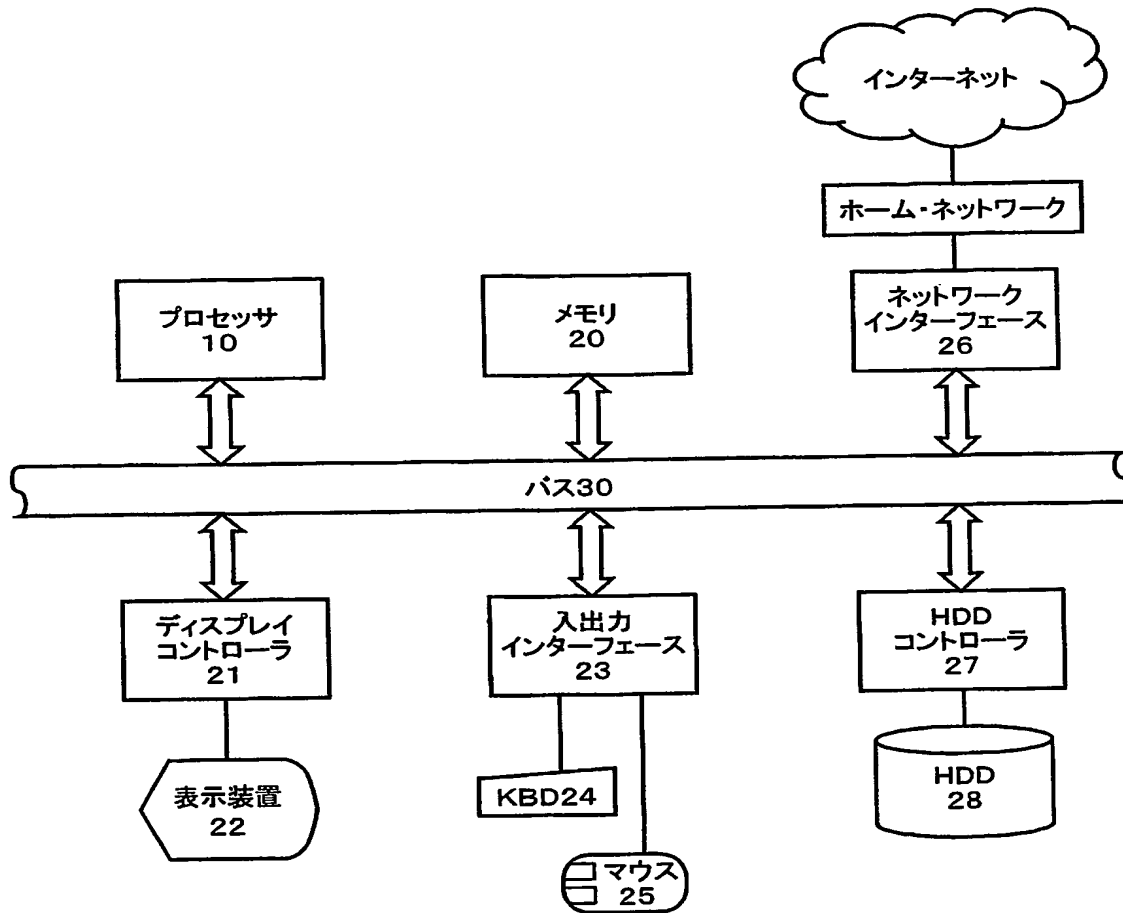 インターネット
ホーム・ネットワーク
プロセッサ
10
メモリ
20
ネットワーク
インターフェース
26
バス30
ディスプレイ
コントローラ
21
入出力
インターフェース
23
HDD
コントローラ
27
表示装置
22
KBD24
マウス
25
HDD
28